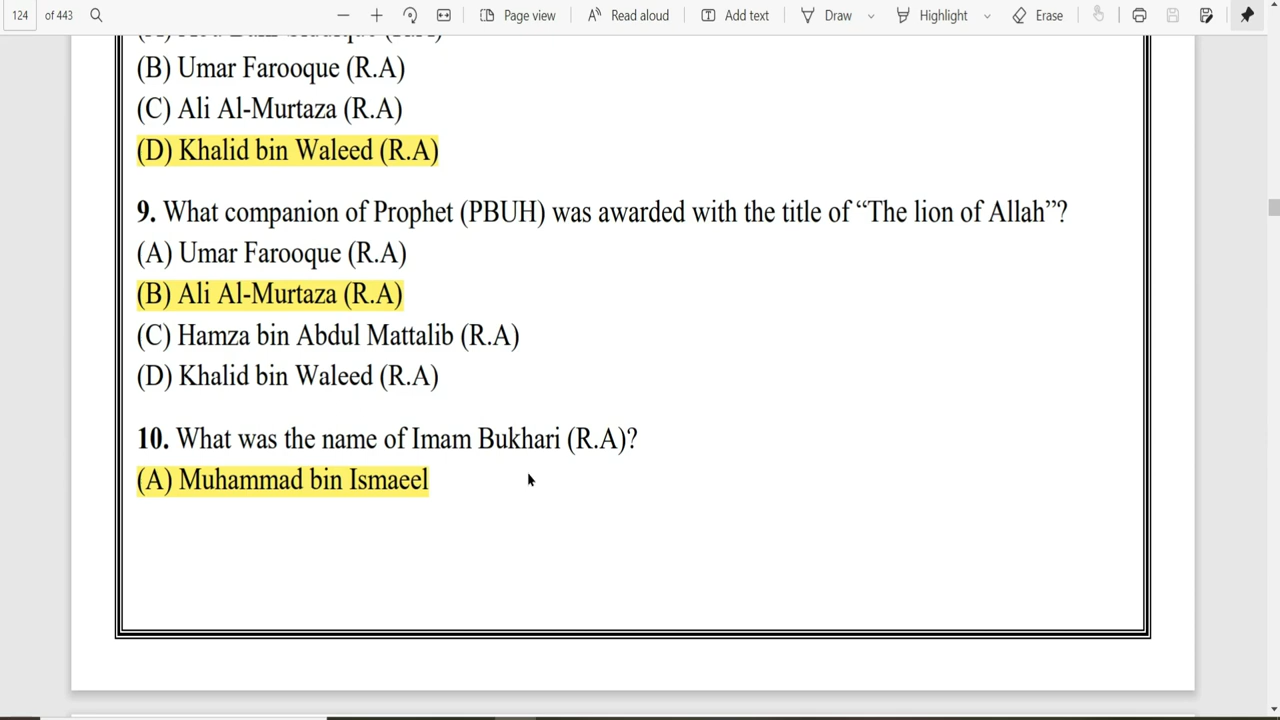 124 of 443 Page view Read aloud Add text Draw Highlight Erase
(B) Umar Farooque (R.A)
(C) Ali Al-Murtaza (R.A)
(D) Khalid bin Waleed (R.A)
9. What companion of Prophet (PBUH) was awarded with the title of “The lion of Allah”?
(A) Umar Farooque (R.A)
(B) Ali Al-Murtaza (R.A)
(C) Hamza bin Abdul Mattalib (R.A)
(D) Khalid bin Waleed (R.A)
10. What was the name of Imam Bukhari (R.A)?
(A) Muhammad bin Ismaeel